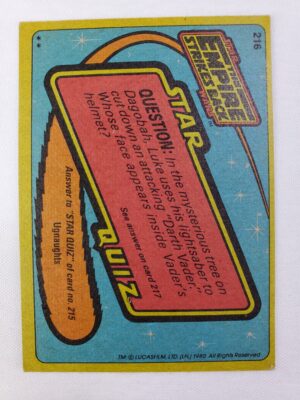 216
STAR WARS
THE
EMPIRE
STRIKES BACK
STAR
QUESTION: In the mysterious tree on
Dagobah, Luke uses his lightsaber to
cut down an attacking "Darth Vader."
Whose face appears inside Vader's
helmet?
See answer on card 217
QUIZ
Answer to "STAR QUIZ" of card no. 215
Ugnaughts
TM: © LUCASFILM, LTD. (LFL) 1980. All Rights Reserved
**